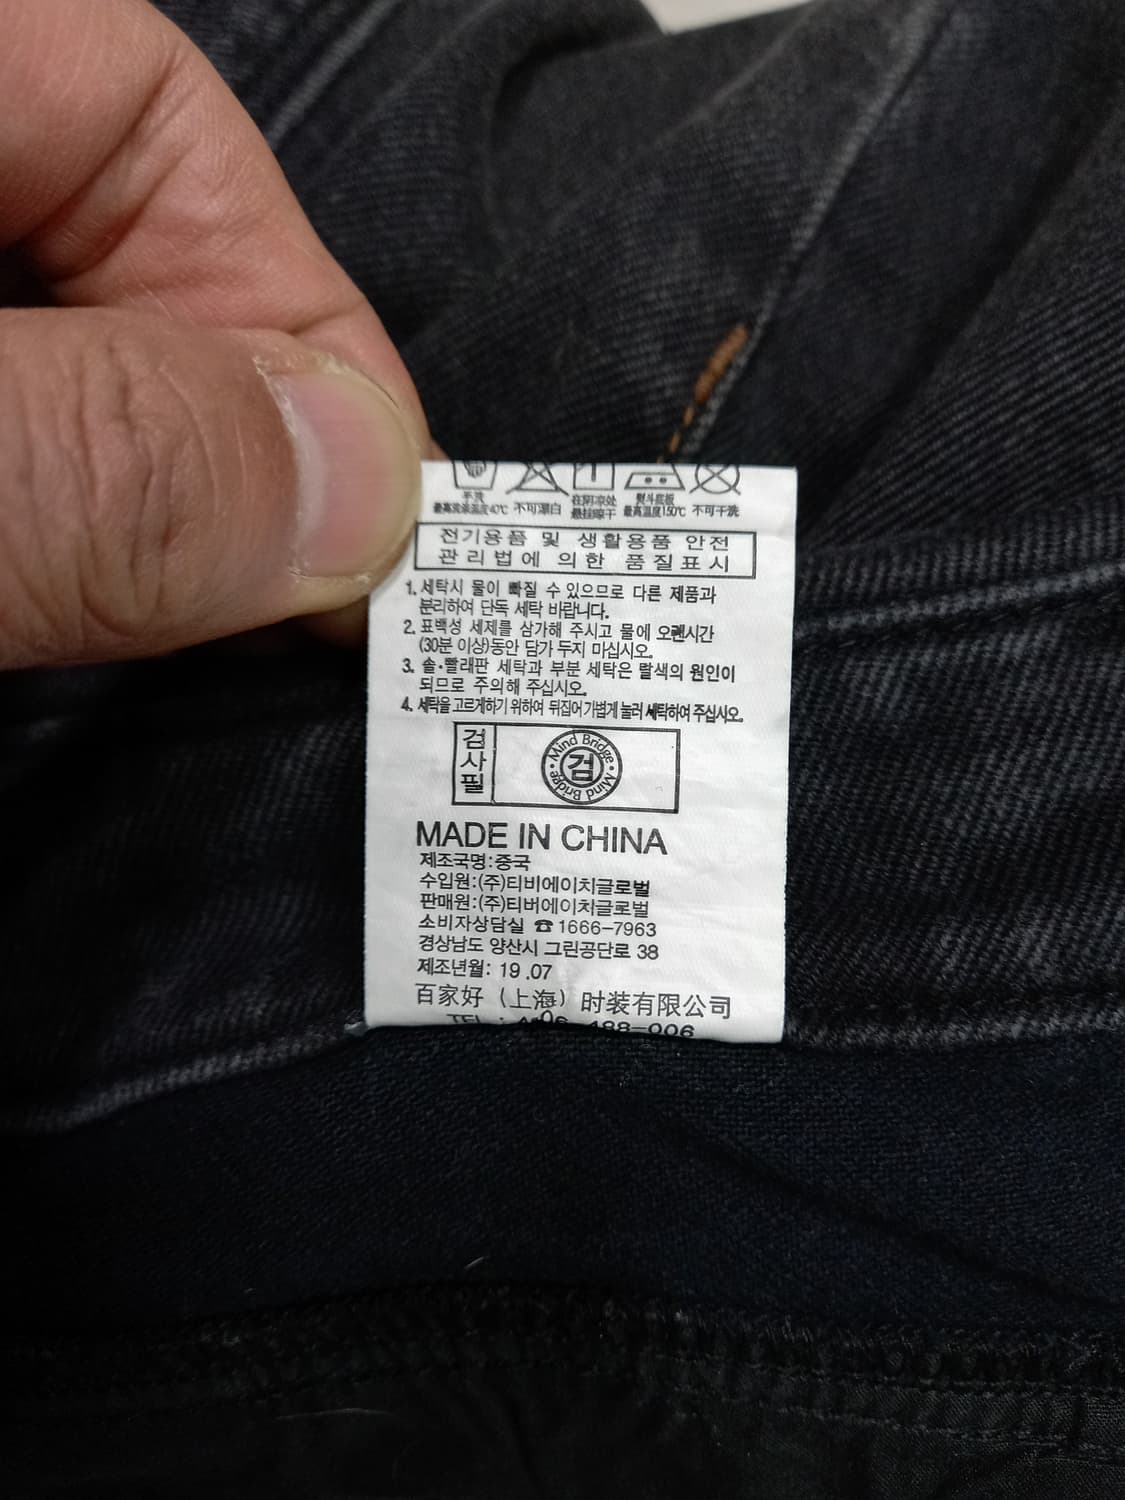 手洗 不可漂白 在阴凉处 熨斗底板 不可干洗
最高洗涤温度40℃ 悬挂晾干 最高温度150℃
전기용품 및 생활용품 안전
관리법에 의한 품질표시
1. 세탁시 물이 빠질 수 있으므로 다른 제품과
분리하여 단독 세탁 바랍니다.
2. 표백성 세제를 삼가해 주시고 물에 오랜시간
(30분 이상)동안 담가 두지 마십시오.
3. 솔·빨래판 세탁과 부분 세탁은 탈색의 원인이
되므로 주의해 주십시오.
4. 세탁을 고르게하기 위하여 뒤집어 가볍게 눌러 세탁하여 주십시오.
검사필
Mind Bridge · Mind Bridge ·
검
MADE IN CHINA
제조국명:중국
수입원:(주)티비에이치글로벌
판매원:(주)티비에이치글로벌
소비자상담실 ☎1666-7963
경상남도 양산시 그린공단로 38
제조년월: 19.07
百家好（上海）时装有限公司
TEL : 488-006